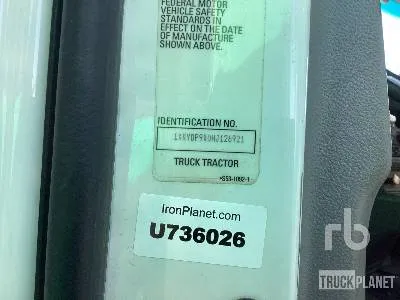 FEDERAL MOTOR
VEHICLE SAFETY
STANDARDS IN
EFFECT ON THE DATE
OF MANUFACTURE
SHOWN ABOVE.
IDENTIFICATION NO.
TRUCK TRACTOR
IronPlanet.com
U736026
rb
TRUCKPLANET